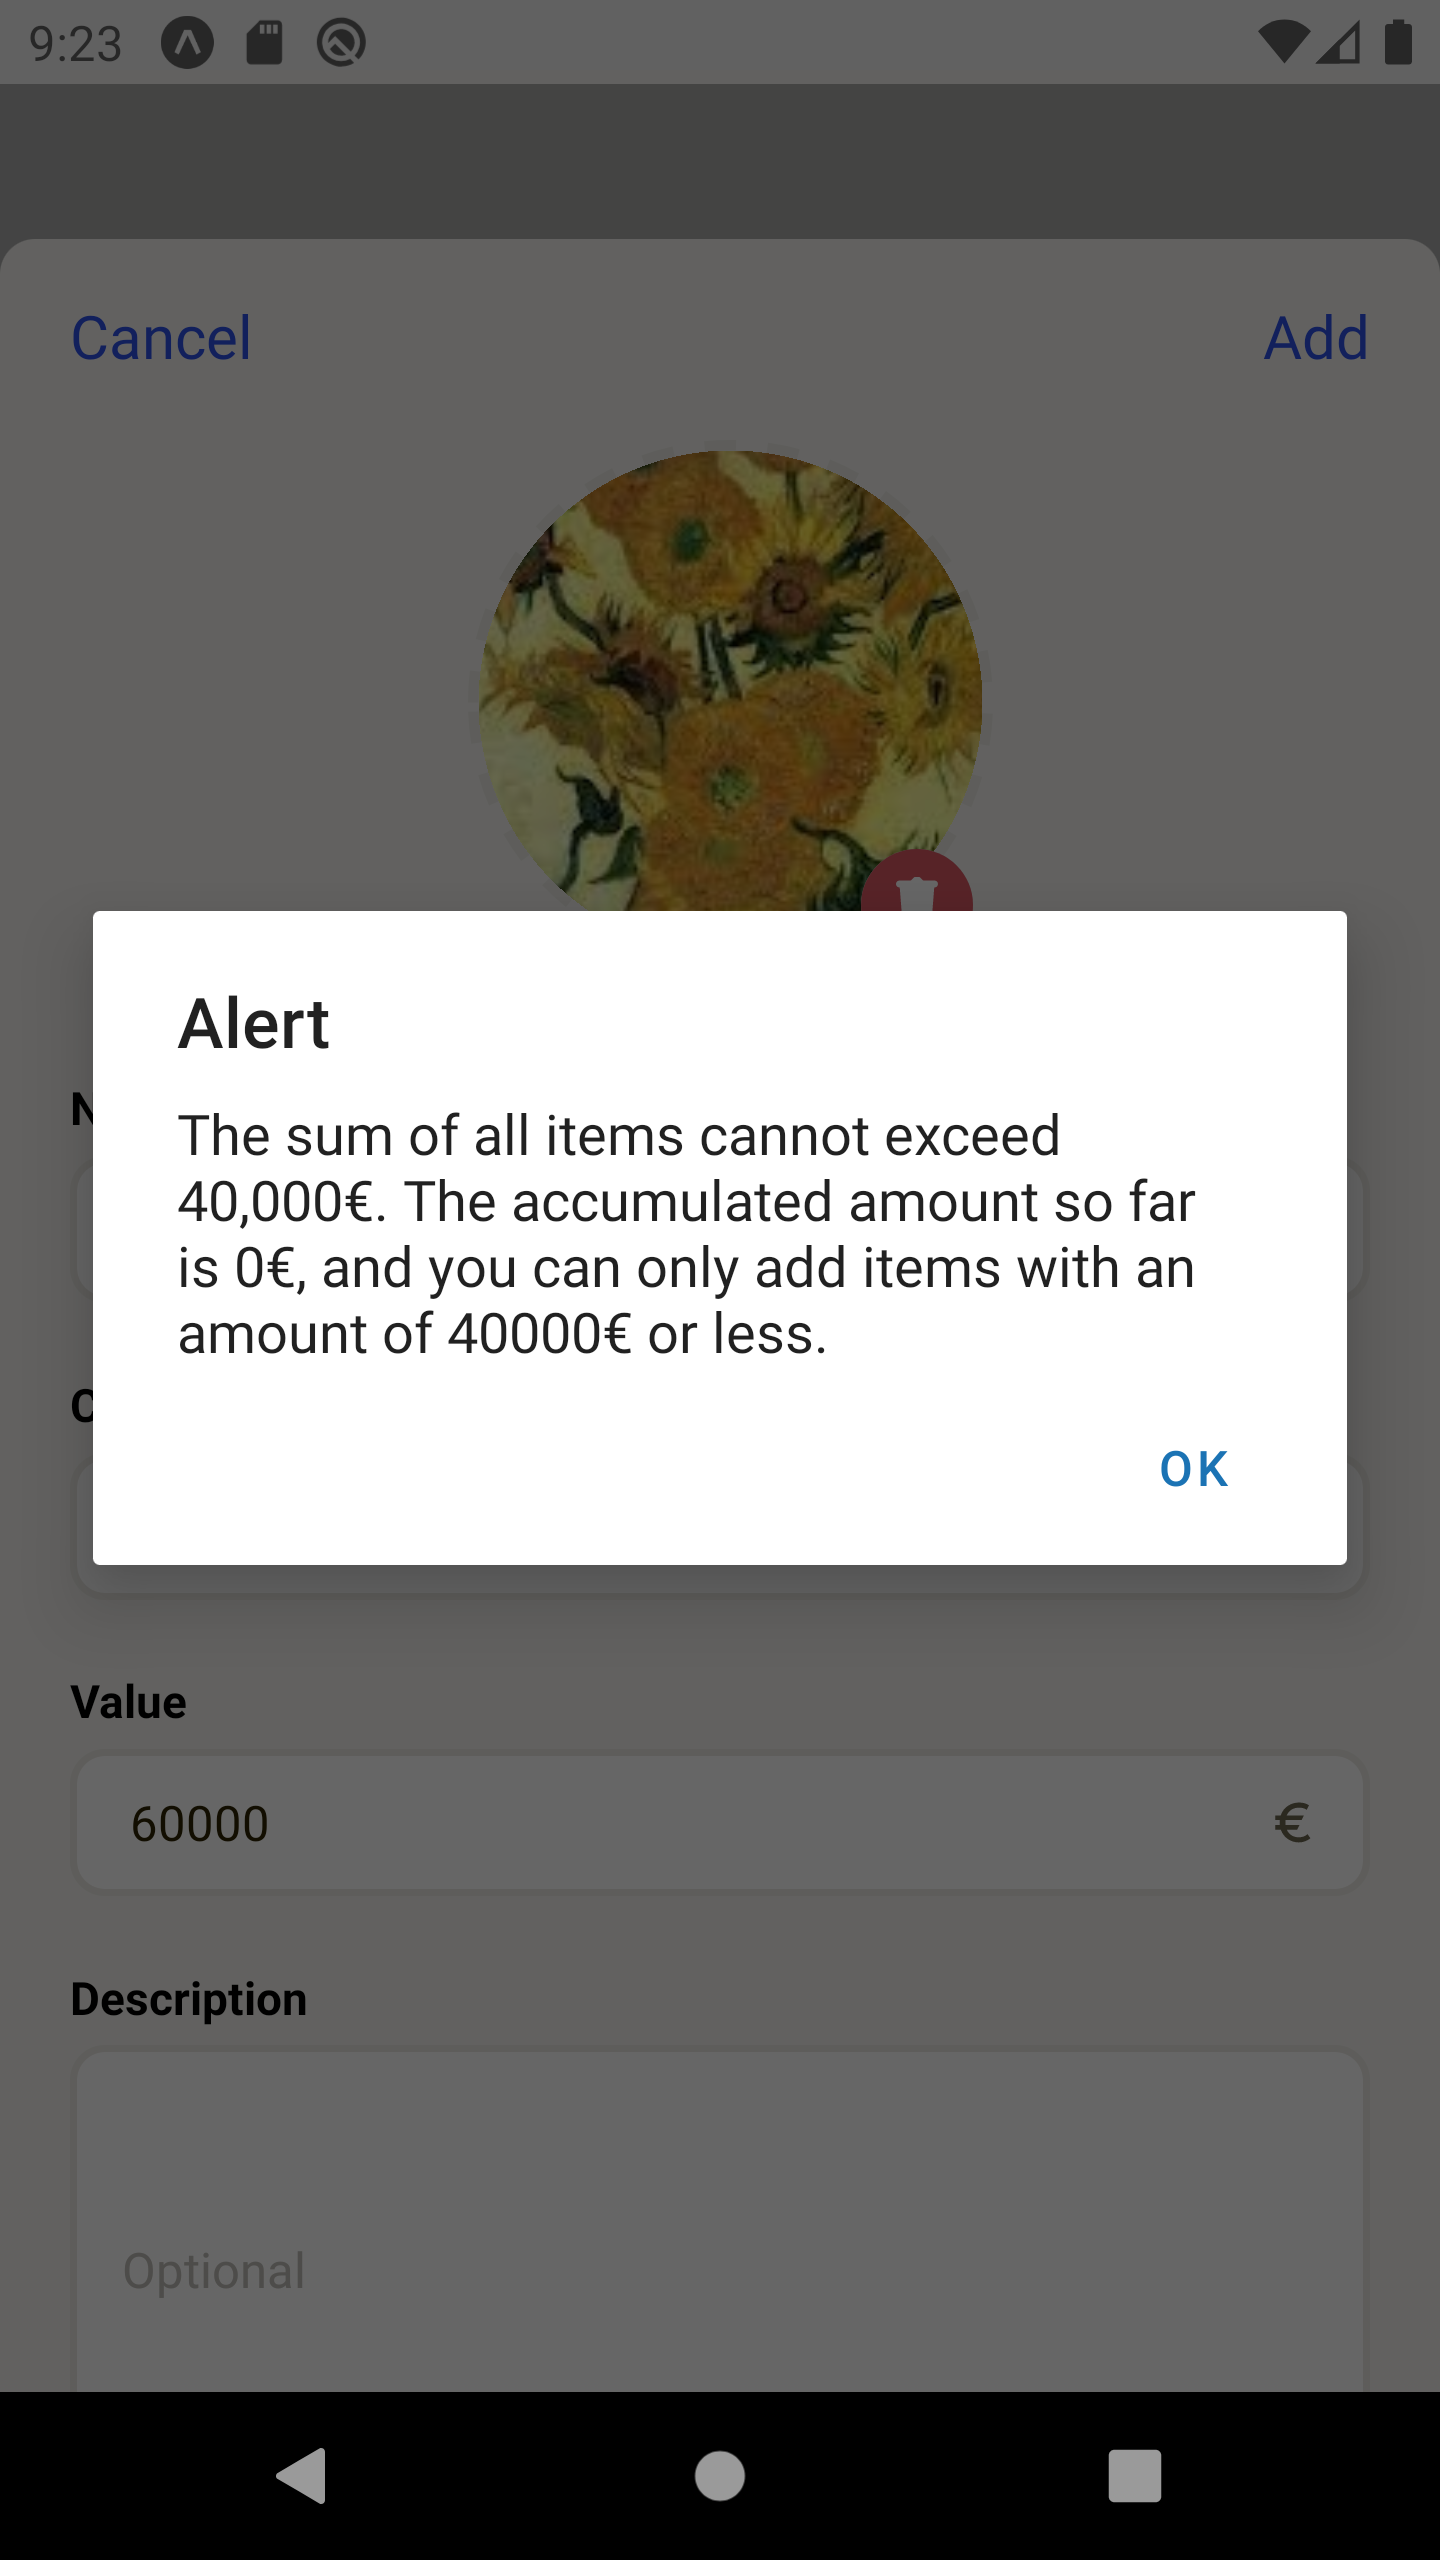 9:23
Cancel
Add
Alert
The sum of all items cannot exceed
40,000€. The accumulated amount so far
is 0€, and you can only add items with an
amount of 40000€ or less.
OK
Value
60000 €
Description
Optional